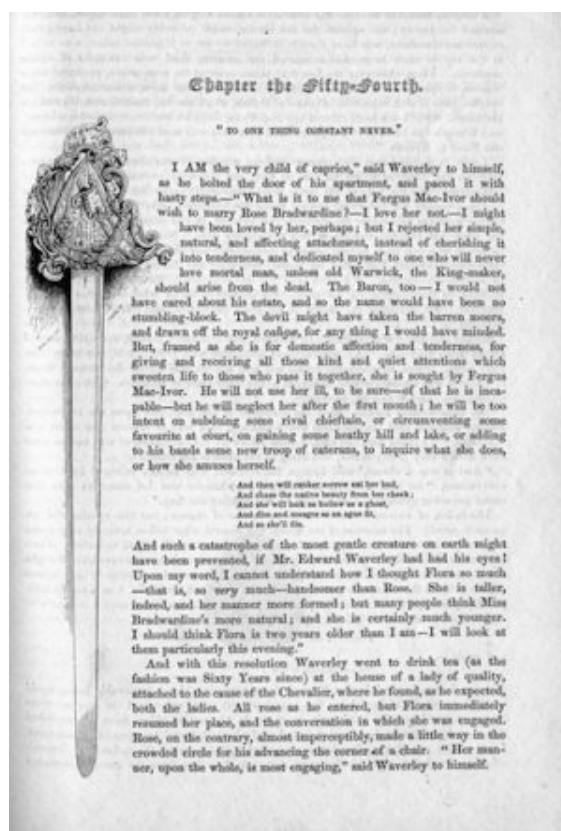 Chapter the Fifty-Fourth.
"TO ONE THING CONSTANT NEVER."
I AM the very child of caprice," said Waverley to himself,
as he bolted the door of his apartment, and paced it with
hasty steps.—"What is it to me that Fergus Mac-Ivor should
wish to marry Rose Bradwardine?—I love her not.—I might
have been loved by her, perhaps; but I rejected her simple,
natural, and affecting attachment, instead of cherishing it
into tenderness, and dedicated myself to one who will never
love mortal man, unless old Warwick, the King-maker,
should arise from the dead. The Baron, too—I would not
have cared about his estate, and so the name would have been no
stumbling-block. The devil might have taken the barren moors,
and drawn off the royal caligæ, for any thing I would have minded.
But, framed as she is for domestic affection and tenderness, for
giving and receiving all those kind and quiet attentions which
sweeten life to those who pass it together, she is sought by Fergus
Mac-Ivor. He will not use her ill, to be sure—of that he is inca-
pable—but he will neglect her after the first month; he will be too
intent on subduing some rival chieftain, or circumventing some
favourite at court, on gaining some heathy hill and lake, or adding
to his bands some new troop of caterans, to inquire what she does,
or how she amuses herself.
And then will canker sorrow eat her bud,
And chase the native beauty from her cheek;
And she will look as hollow as a ghost,
And dim and meagre as an ague fit,
And so she'll die.
And such a catastrophe of the most gentle creature on earth might
have been prevented, if Mr. Edward Waverley had had his eyes!
Upon my word, I cannot understand how I thought Flora so much
—that is, so very much—handsomer than Rose. She is taller,
indeed, and her manner more formed; but many people think Miss
Bradwardine's more natural; and she is certainly much younger.
I should think Flora is two years older than I am—I will look at
them particularly this evening."
And with this resolution Waverley went to drink tea (as the
fashion was Sixty Years since) at the house of a lady of quality,
attached to the cause of the Chevalier, where he found, as he expected,
both the ladies. All rose as he entered, but Flora immediately
resumed her place, and the conversation in which she was engaged.
Rose, on the contrary, almost imperceptibly, made a little way in the
crowded circle for his advancing the corner of a chair. "Her man-
ner, upon the whole, is most engaging," said Waverley to himself.